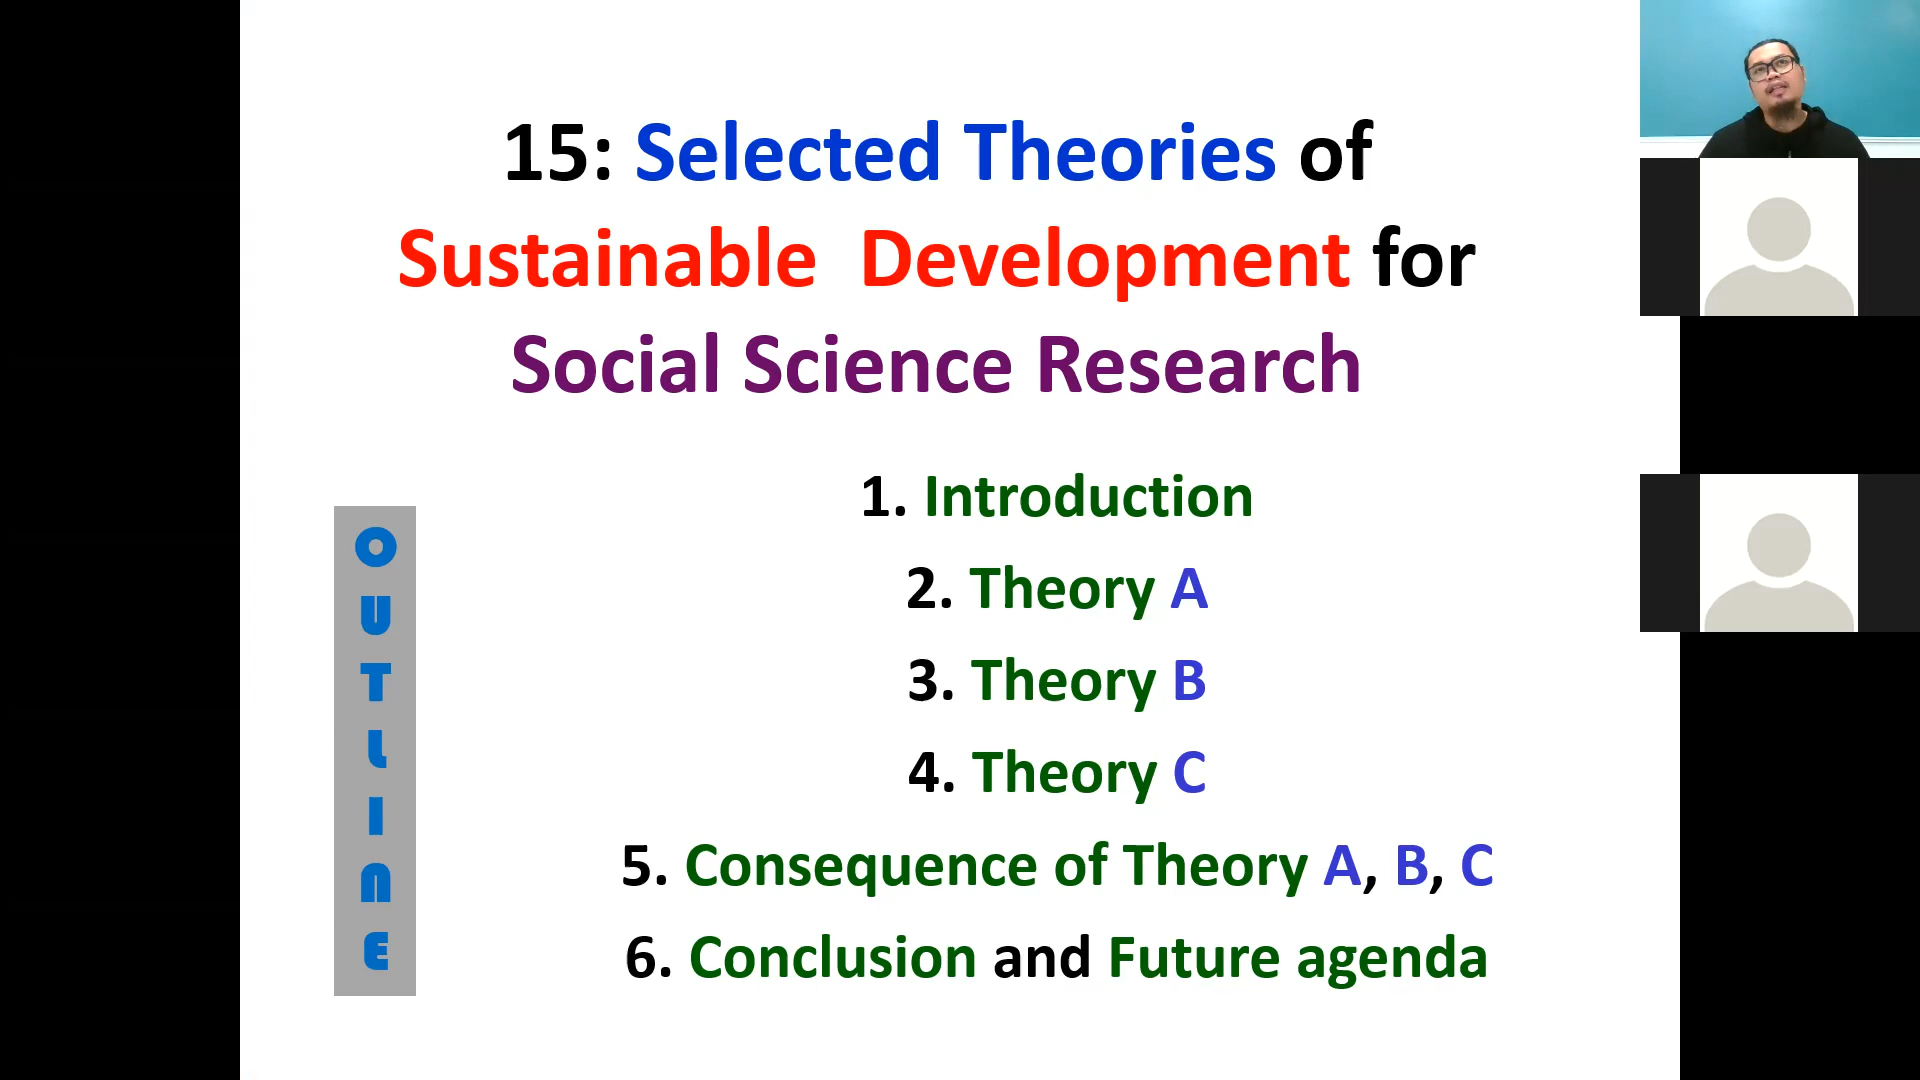 15: Selected Theories of
Sustainable  Development for
Social Science Research
OUTLINE
1. Introduction
2. Theory A
3. Theory B
4. Theory C
5. Consequence of Theory A, B, C
6. Conclusion and Future agenda